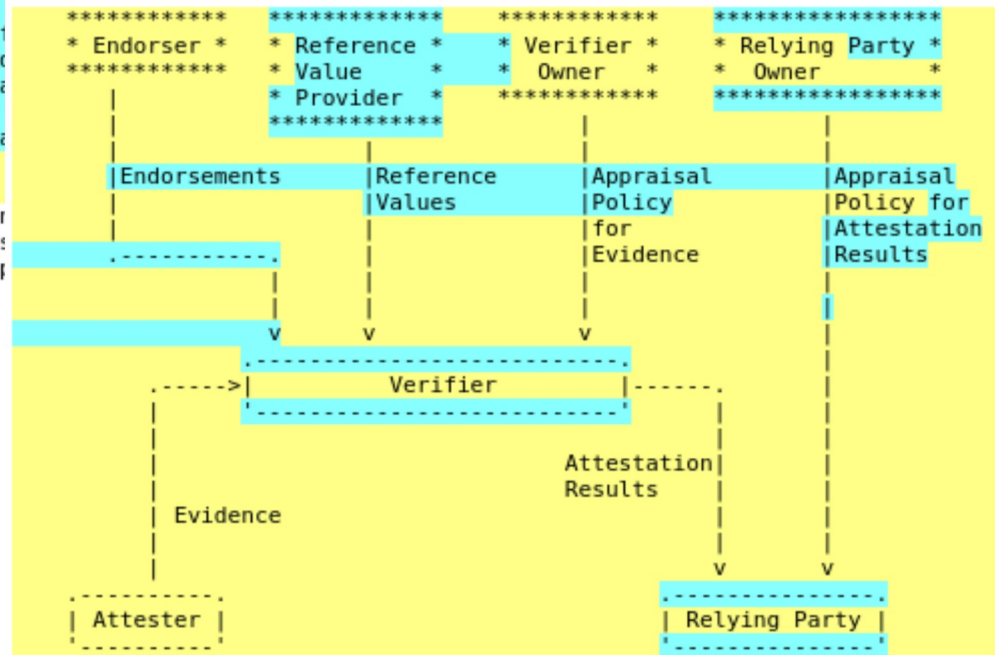 ************   *************    ************    *****************
* Endorser *   * Reference *    * Verifier *    * Relying Party *
************   * Value     *    *  Owner   *    *  Owner        *
      |        * Provider  *    ************    *****************
      |        *************          |                 |
      |               |               |                 |
      |Endorsements   |Reference      |Appraisal        |Appraisal
      |               |Values         |Policy           |Policy for
      |               |               |for              |Attestation
      .-----------.   |               |Evidence         |Results
                  |   |               |                 |
                  |   |               |                 |
                  v   v               v                 |
                .---------------------------.           |
         .----->|          Verifier         |------.    |
         |      '---------------------------'      |    |
         |                                         |    |
         |                              Attestation|    |
         |                              Results    |    |
         | Evidence                                |    |
         |                                         |    |
         |                                         v    v
   .----------.                                .---------------.
   | Attester |                                | Relying Party |
   '----------'                                '---------------'